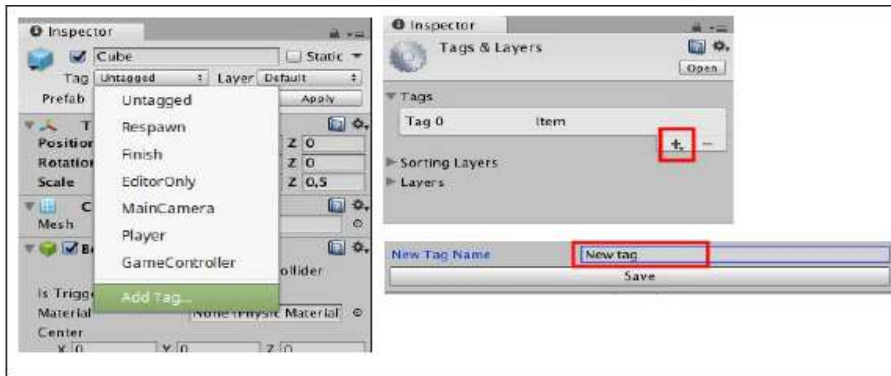 Inspector
Cube
Static
Tag Untagged Layer Default
Prefab Apply
Untagged
Respawn
Finish
EditorOnly
MainCamera
Player
GameController
Add Tag...
T
Position Z 0
Rotation Z 0
Scale Z 0,5
C
Mesh
B
ollider
Is Trigg
Material None (Physic Material)
Center
X 0 Y 0 Z 0
Inspector
Tags & Layers
Open
Tags
Tag 0 Item
+ −
Sorting Layers
Layers
New Tag Name New tag
Save